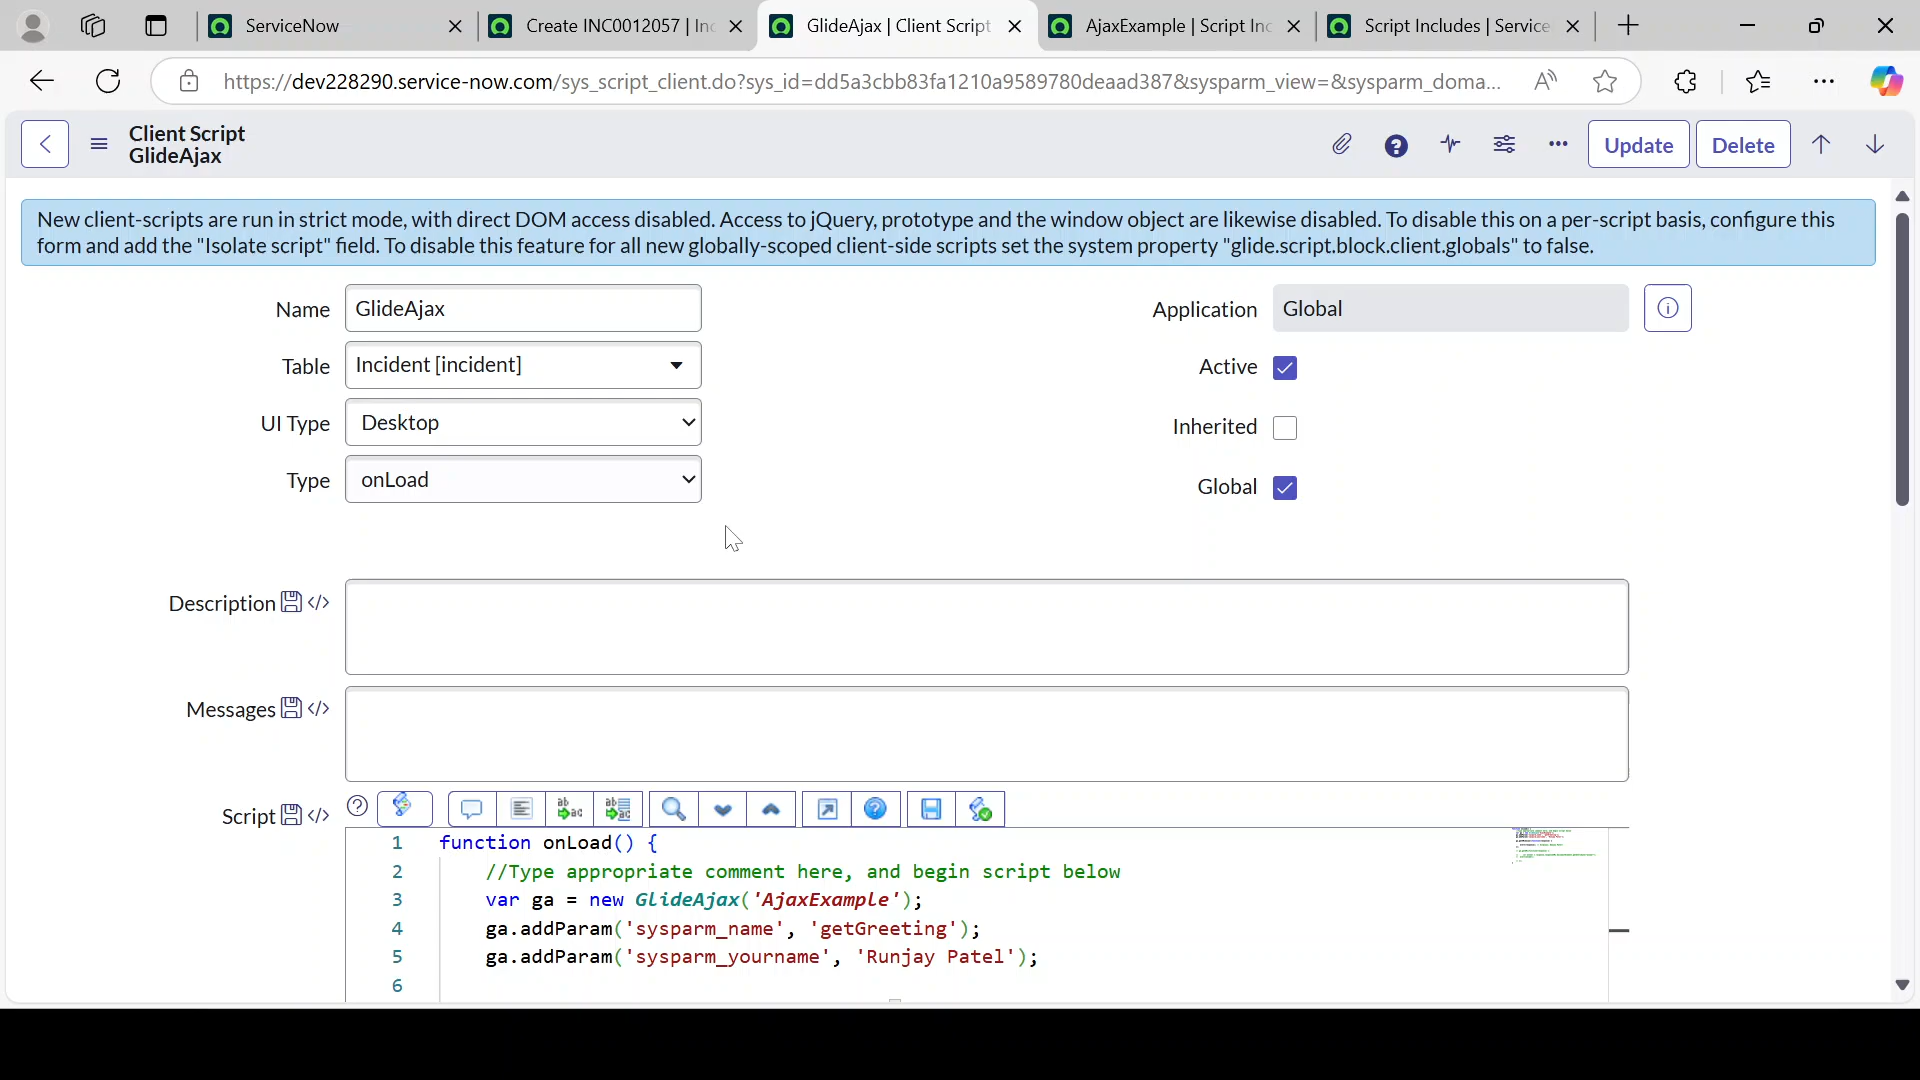 ServiceNow
Create INC0012057 | Inc
GlideAjax | Client Script
AjaxExample | Script Inc
Script Includes | Service
https://dev228290.service-now.com/sys_script_client.do?sys_id=dd5a3cbb83fa1210a9589780deaad387&sysparm_view=&sysparm_doma...
Client Script
GlideAjax
Update
Delete
New client-scripts are run in strict mode, with direct DOM access disabled. Access to jQuery, prototype and the window object are likewise disabled. To disable this on a per-script basis, configure this
form and add the "Isolate script" field. To disable this feature for all new globally-scoped client-side scripts set the system property "glide.script.block.client.globals" to false.
Name GlideAjax
Application Global
Table Incident [incident]
Active
UI Type Desktop
Inherited
Type onLoad
Global
Description
Messages
Script
1 function onLoad() {
2 //Type appropriate comment here, and begin script below
3 var ga = new GlideAjax('AjaxExample');
4 ga.addParam('sysparm_name', 'getGreeting');
5 ga.addParam('sysparm_yourname', 'Runjay Patel');
6